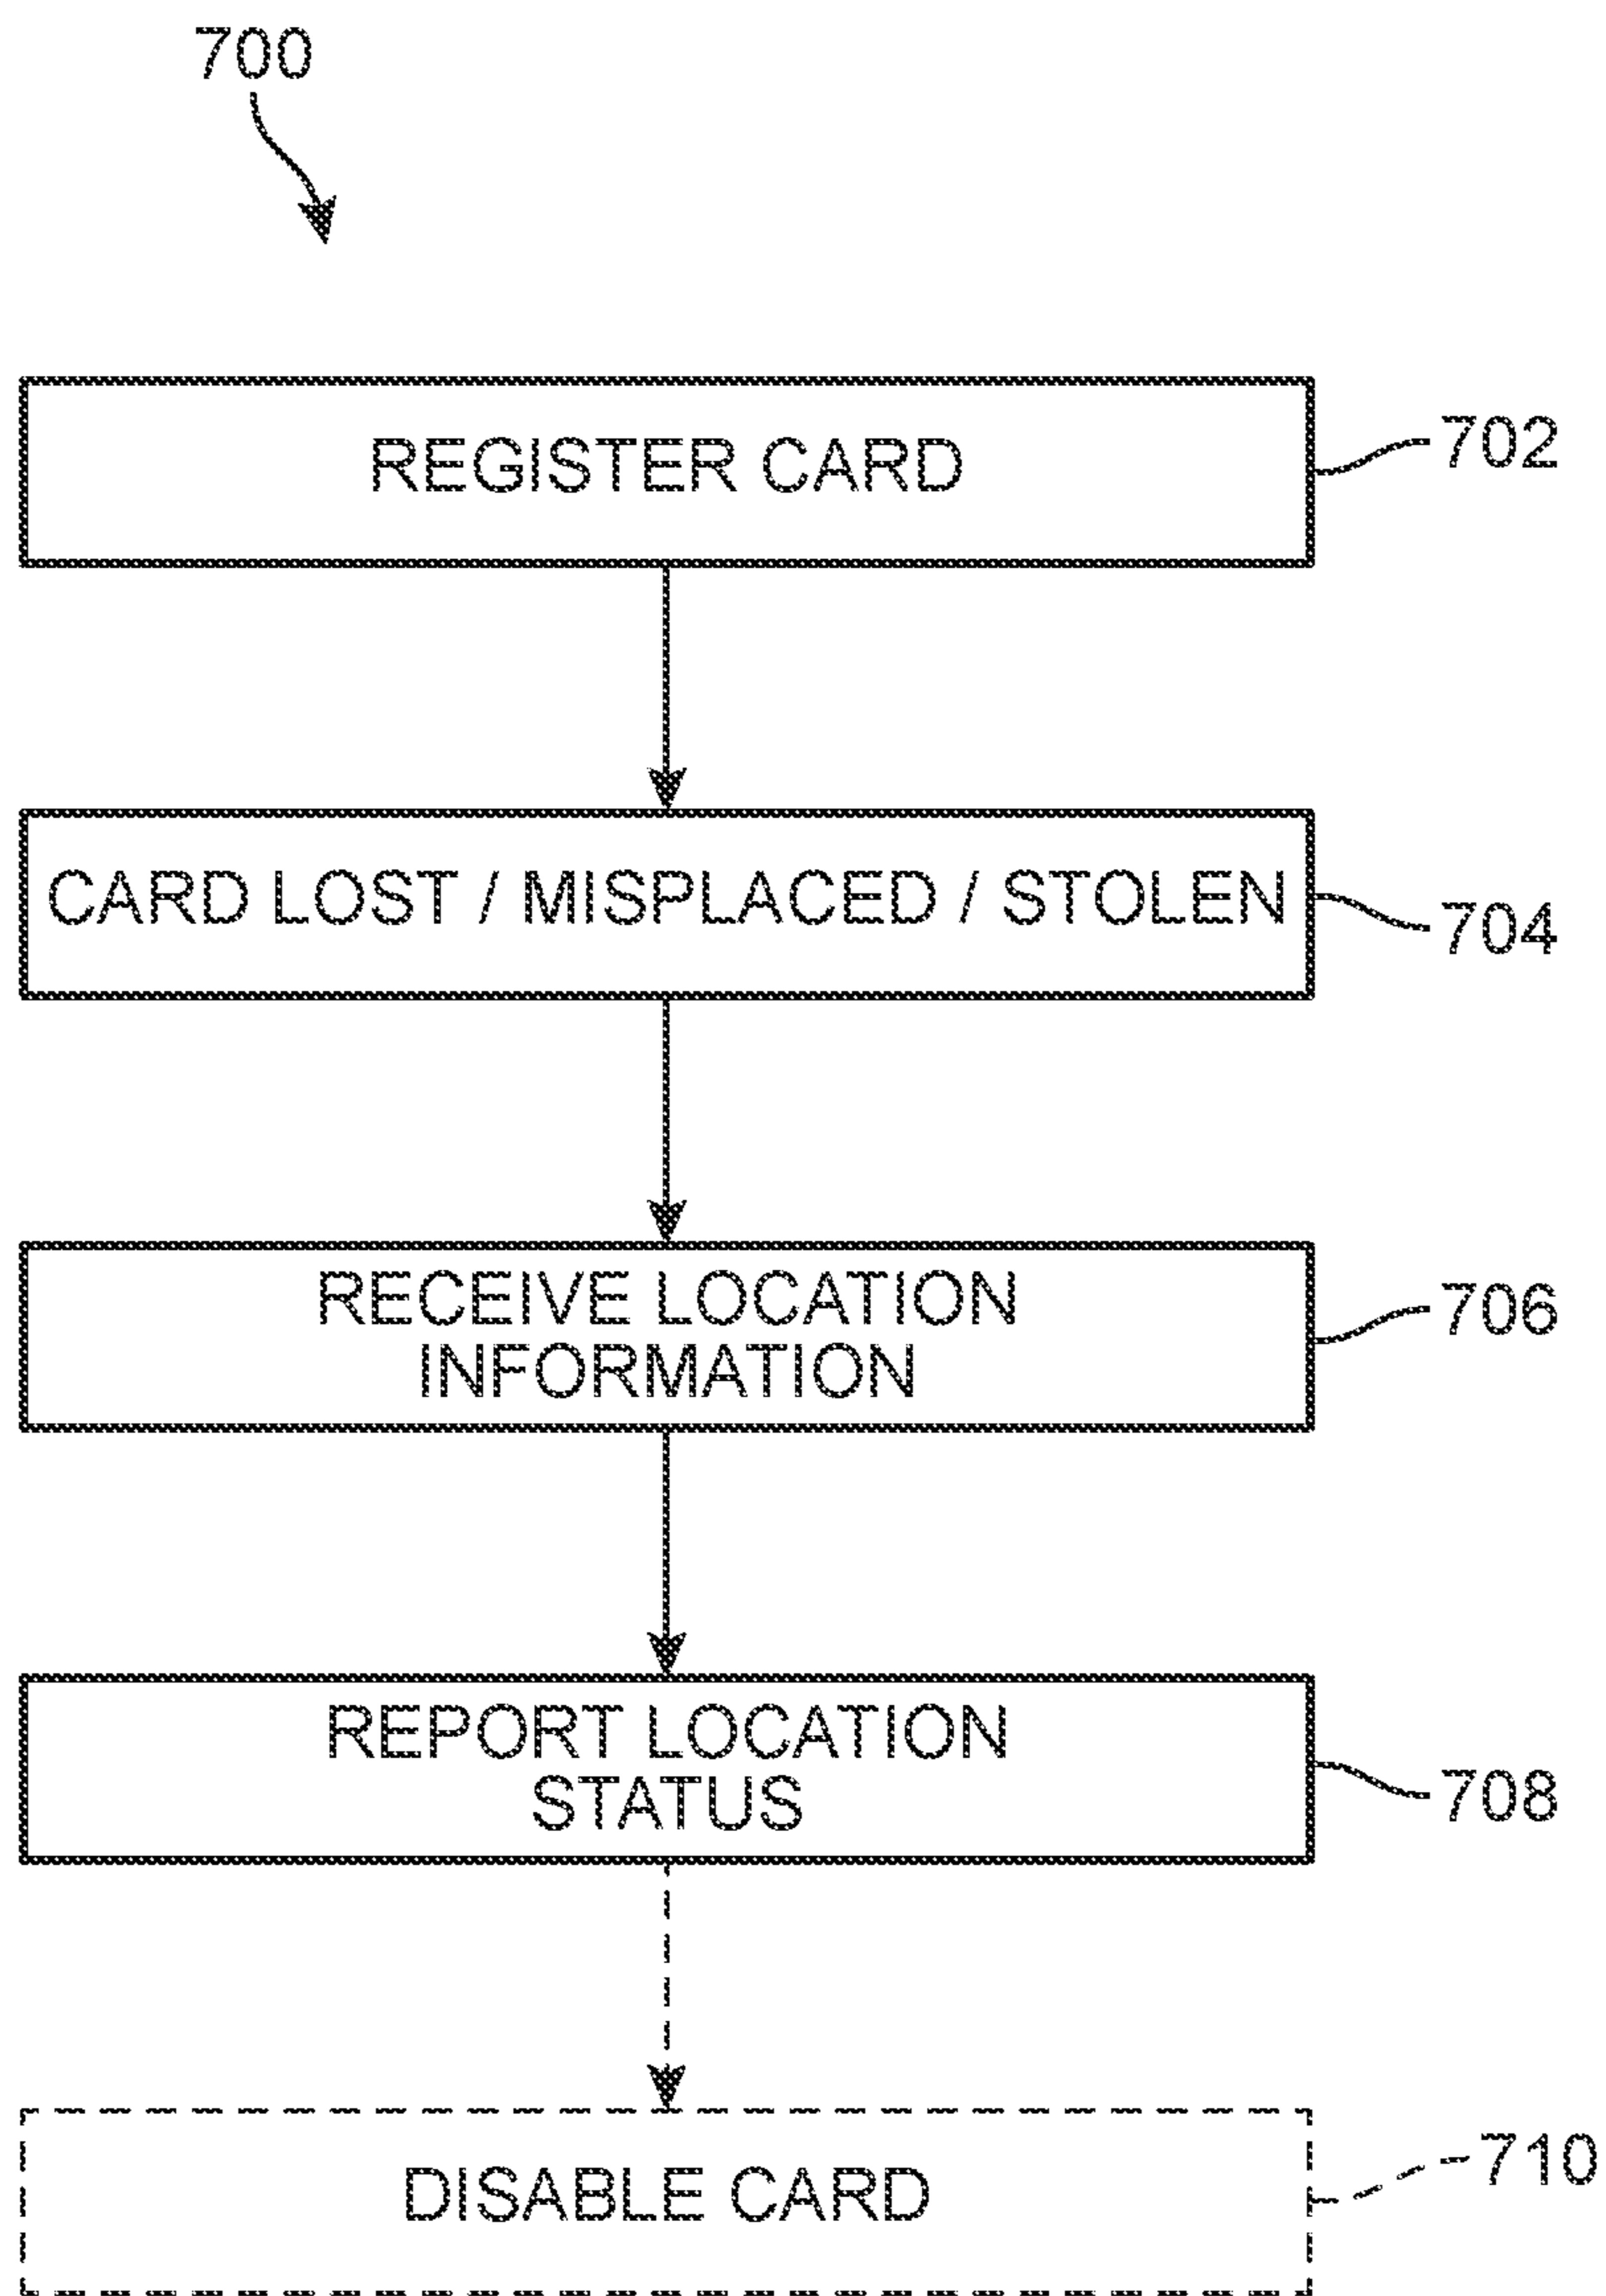 700
REGISTER CARD
702
CARD LOST / MISPLACED / STOLEN
704
RECEIVE LOCATION
INFORMATION
706
REPORT LOCATION
STATUS
708
DISABLE CARD
710